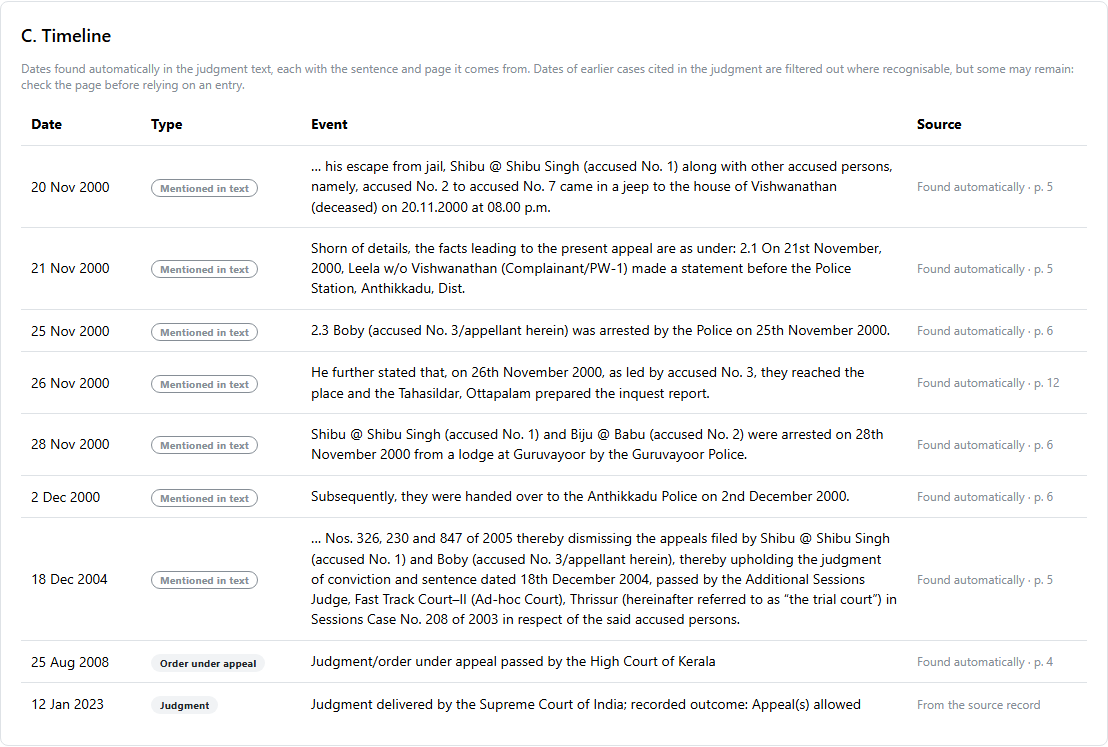 C. Timeline
Dates found automatically in the judgment text, each with the sentence and page it comes from. Dates of earlier cases cited in the judgment are filtered out where recognisable, but some may remain:
check the page before relying on an entry.
Date Type Event Source
20 Nov 2000 Mentioned in text ... his escape from jail, Shibu @ Shibu Singh (accused No. 1) along with other accused persons,
namely, accused No. 2 to accused No. 7 came in a jeep to the house of Vishwanathan
(deceased) on 20.11.2000 at 08.00 p.m.
Found automatically · p. 5
21 Nov 2000 Mentioned in text Shorn of details, the facts leading to the present appeal are as under: 2.1 On 21st November,
2000, Leela w/o Vishwanathan (Complainant/PW-1) made a statement before the Police
Station, Anthikkadu, Dist.
Found automatically · p. 5
25 Nov 2000 Mentioned in text 2.3 Boby (accused No. 3/appellant herein) was arrested by the Police on 25th November 2000. Found automatically · p. 6
26 Nov 2000 Mentioned in text He further stated that, on 26th November 2000, as led by accused No. 3, they reached the
place and the Tahasildar, Ottapalam prepared the inquest report.
Found automatically · p. 12
28 Nov 2000 Mentioned in text Shibu @ Shibu Singh (accused No. 1) and Biju @ Babu (accused No. 2) were arrested on 28th
November 2000 from a lodge at Guruvayoor by the Guruvayoor Police.
Found automatically · p. 6
2 Dec 2000 Mentioned in text Subsequently, they were handed over to the Anthikkadu Police on 2nd December 2000. Found automatically · p. 6
18 Dec 2004 Mentioned in text ... Nos. 326, 230 and 847 of 2005 thereby dismissing the appeals filed by Shibu @ Shibu Singh
(accused No. 1) and Boby (accused No. 3/appellant herein), thereby upholding the judgment
of conviction and sentence dated 18th December 2004, passed by the Additional Sessions
Judge, Fast Track Court–II (Ad-hoc Court), Thrissur (hereinafter referred to as “the trial court”) in
Sessions Case No. 208 of 2003 in respect of the said accused persons.
Found automatically · p. 5
25 Aug 2008 Order under appeal Judgment/order under appeal passed by the High Court of Kerala Found automatically · p. 4
12 Jan 2023 Judgment Judgment delivered by the Supreme Court of India; recorded outcome: Appeal(s) allowed From the source record